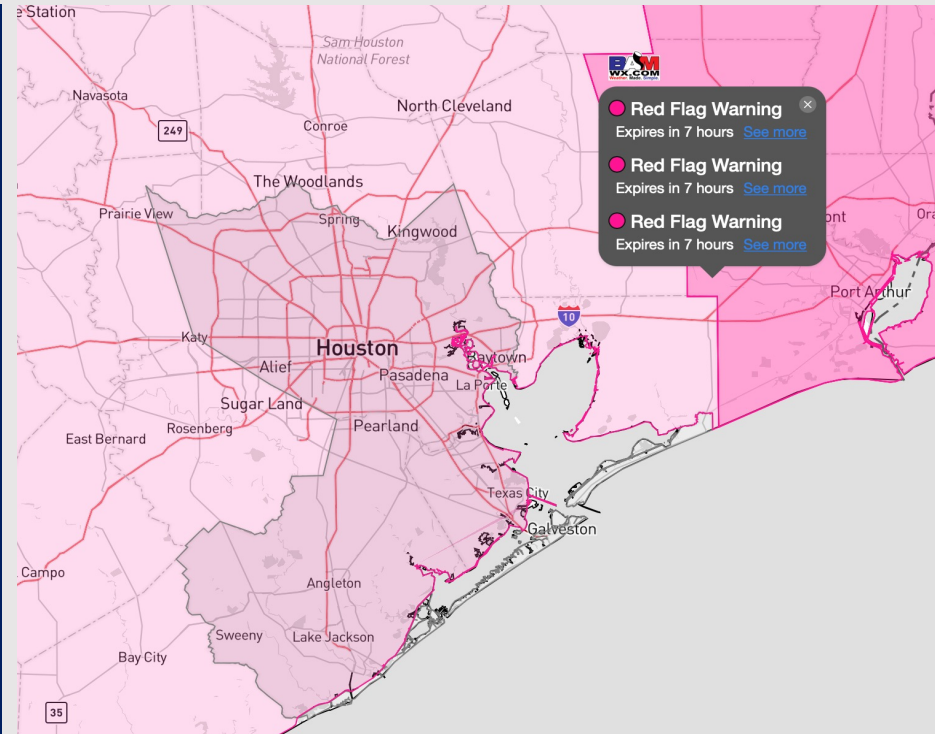 e Station
Sam Houston
National Forest
BAM
WX.COM
Weather Made Simple.
Navasota
North Cleveland
249
Conroe
Red Flag Warning
Expires in 7 hours See more
Red Flag Warning
Expires in 7 hours See more
Red Flag Warning
Expires in 7 hours See more
The Woodlands
Prairie View
Spring
Kingwood
ont
Ora
Port Arthur
10
Katy
Houston
Baytown
Alief
Pasadena
La Porte
Sugar Land
Rosenberg
Pearland
East Bernard
Texas City
Galveston
Campo
Angleton
Sweeny
Lake Jackson
Bay City
35